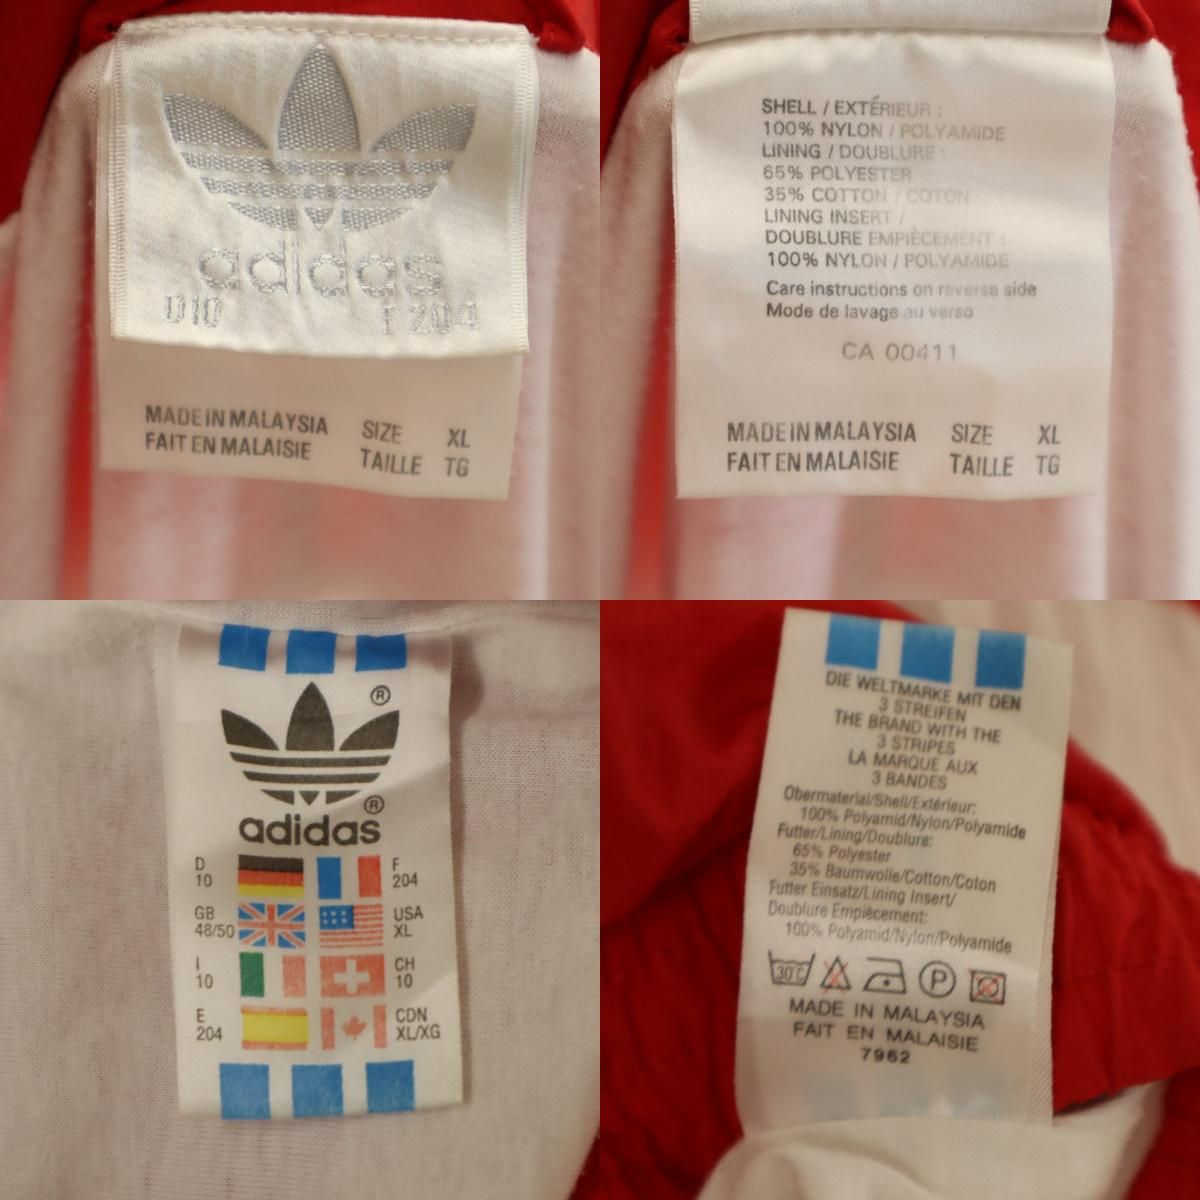 adidas
D10 F 204
MADE IN MALAYSIA SIZE XL
FAIT EN MALAISIE TAILLE TG
SHELL / EXTÉRIEUR :
100% NYLON / POLYAMIDE
LINING / DOUBLURE :
65% POLYESTER
35% COTTON / COTON
LINING INSERT /
DOUBLURE EMPIÈCEMENT :
100% NYLON / POLYAMIDE
Care instructions on reverse side
Mode de lavage au verso
CA 00411
MADE IN MALAYSIA SIZE XL
FAIT EN MALAISIE TAILLE TG
®
®
adidas
D F
10 204
GB USA
48/50 XL
I CH
10 10
E CDN
204 XL/XG
DIE WELTMARKE MIT DEN
3 STREIFEN
THE BRAND WITH THE
3 STRIPES
LA MARQUE AUX
3 BANDES
Obermaterial/Shell/Extérieur:
100% Polyamid/Nylon/Polyamide
Futter/Lining/Doublure:
65% Polyester
35% Baumwolle/Cotton/Coton
Futter Einsatz/Lining Insert/
Doublure Empiècement:
100% Polyamid/Nylon/Polyamide
30°C P
MADE IN MALAYSIA
FAIT EN MALAISIE
7962